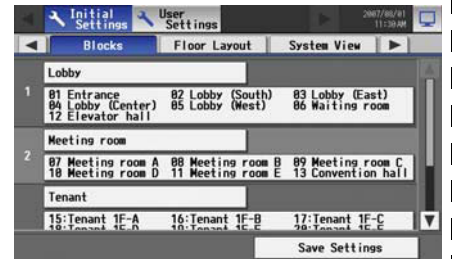 Initial Settings
User Settings
2007/08/01
11:30 AM
Blocks
Floor Layout
System View
Lobby
1
01 Entrance 02 Lobby (South) 03 Lobby (East)
04 Lobby (Center) 05 Lobby (West) 06 Waiting room
12 Elevator hall
Meeting room
2
07 Meeting room A 08 Meeting room B 09 Meeting room C
10 Meeting room D 11 Meeting room E 13 Convention hall
Tenant
15:Tenant 1F-A 16:Tenant 1F-B 17:Tenant 1F-C
Save Settings